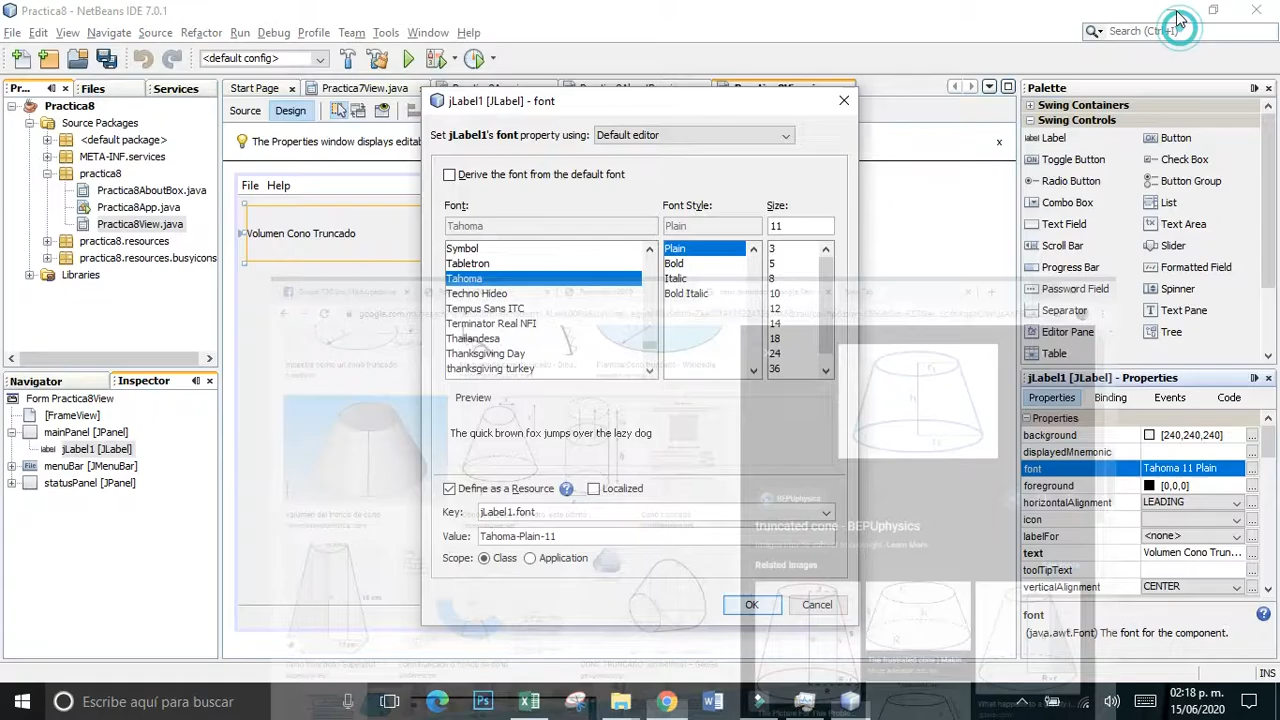 Practica8 - NetBeans IDE 7.0.1
File Edit View Navigate Source Refactor Run Debug Profile Team Tools Window Help
Search (Ctrl+I)
<default config>
Pr... Files Services
Start Page Practica7View.java
Source Design
The Properties window displays editab
File Help
Volumen Cono Truncado
Practica8
Source Packages
<default package>
META-INF.services
practica8
Practica8AboutBox.java
Practica8App.java
Practica8View.java
practica8.resources
practica8.resources.busyicons
Libraries
Navigator Inspector
Form Practica8View
[FrameView]
mainPanel [JPanel]
label jLabel1 [JLabel]
menuBar [JMenuBar]
statusPanel [JPanel]
jLabel1 [JLabel] - font
Set jLabel1's font property using: Default editor
Derive the font from the default font
Font: Font Style: Size:
Tahoma Plain 11
Symbol Plain 3
Tabletron Bold 5
Tahoma Italic 8
Techno Hideo Bold Italic 10
Tempus Sans ITC 12
Terminator Real NFI 14
Thailandesa 18
Thanksgiving Day 24
thanksgiving turkey 36
Preview
The quick brown fox jumps over the lazy dog
Define as a Resource Localized
Key: jLabel1.font
Value: Tahoma-Plain-11
Scope: Class Application
OK Cancel
BEPUphysics
truncated cone - BEPUphysics
Related Images
Palette
Swing Containers
Swing Controls
Label Button
Toggle Button Check Box
Radio Button Button Group
Combo Box List
Text Field Text Area
Scroll Bar Slider
Progress Bar Formatted Field
Password Field Spinner
Separator Text Pane
Editor Pane Tree
Table
jLabel1 [JLabel] - Properties
Properties Binding Events Code
Properties
background [240,240,240]
displayedMnemonic
font Tahoma 11 Plain
foreground [0,0,0]
horizontalAlignment LEADING
icon
labelFor <none>
text Volumen Cono Trun...
toolTipText
verticalAlignment CENTER
font
(java.awt.Font) The font for the component.
INS
Escribe aquí para buscar
02:18 p. m.
15/06/2020